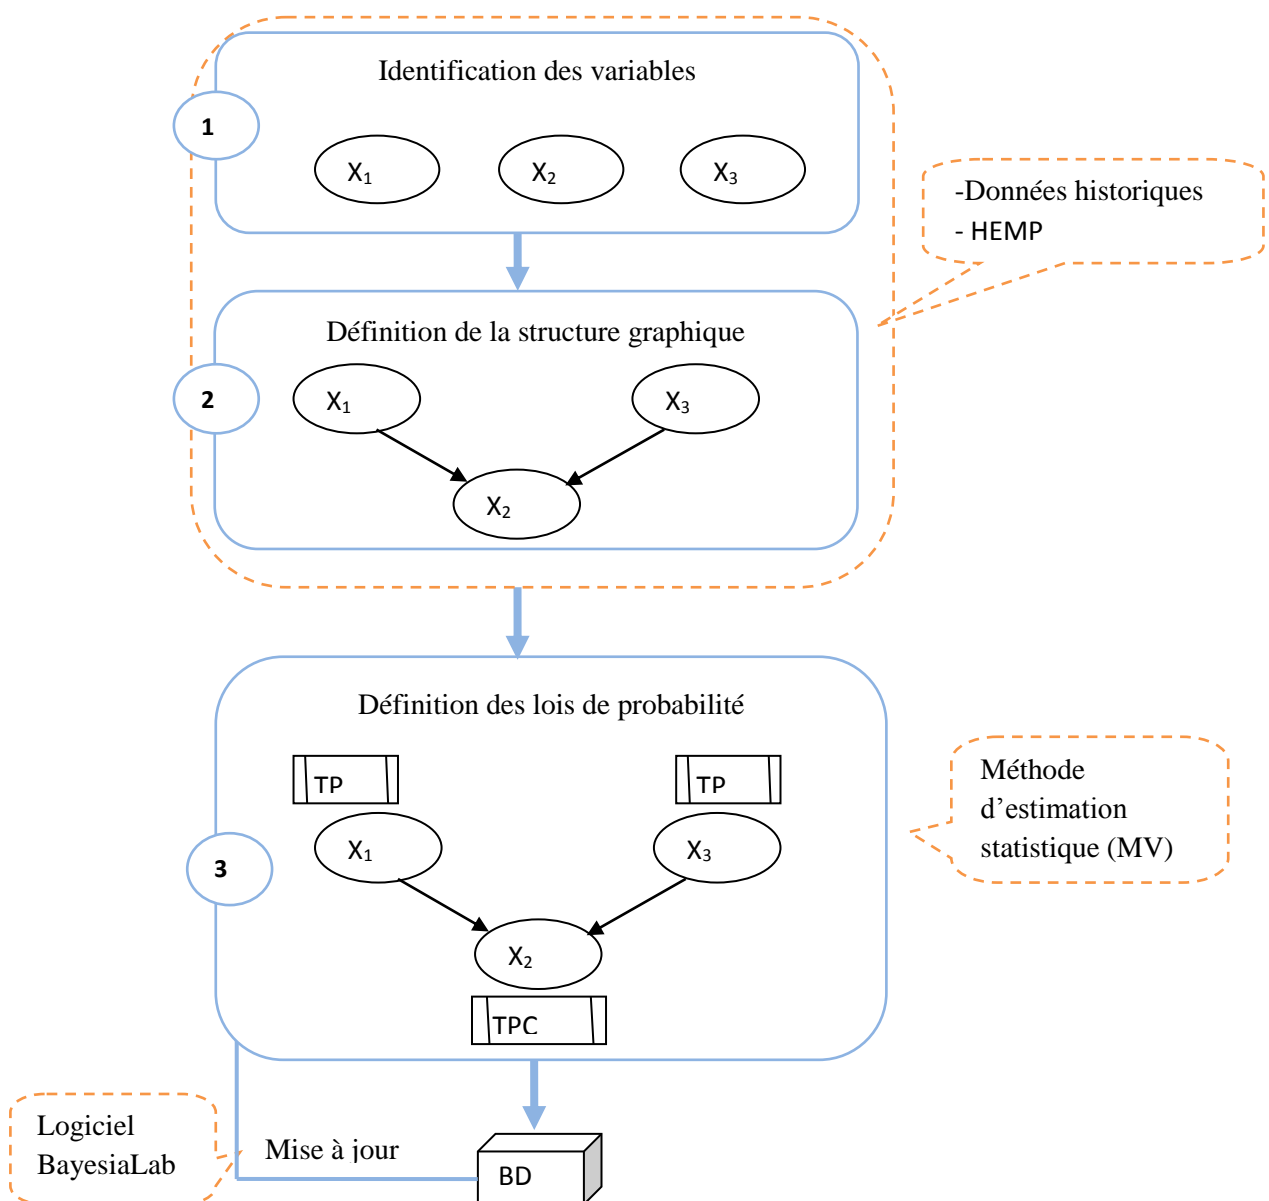 Identification des variables
1
X1
X2
X3
-Données historiques
- HEMP
Définition de la structure graphique
2
X1
X3
X2
Définition des lois de probabilité
TP
TP
Méthode
d’estimation
statistique (MV)
3
X1
X3
X2
TPC
Logiciel
BayesiaLab
Mise à jour
BD